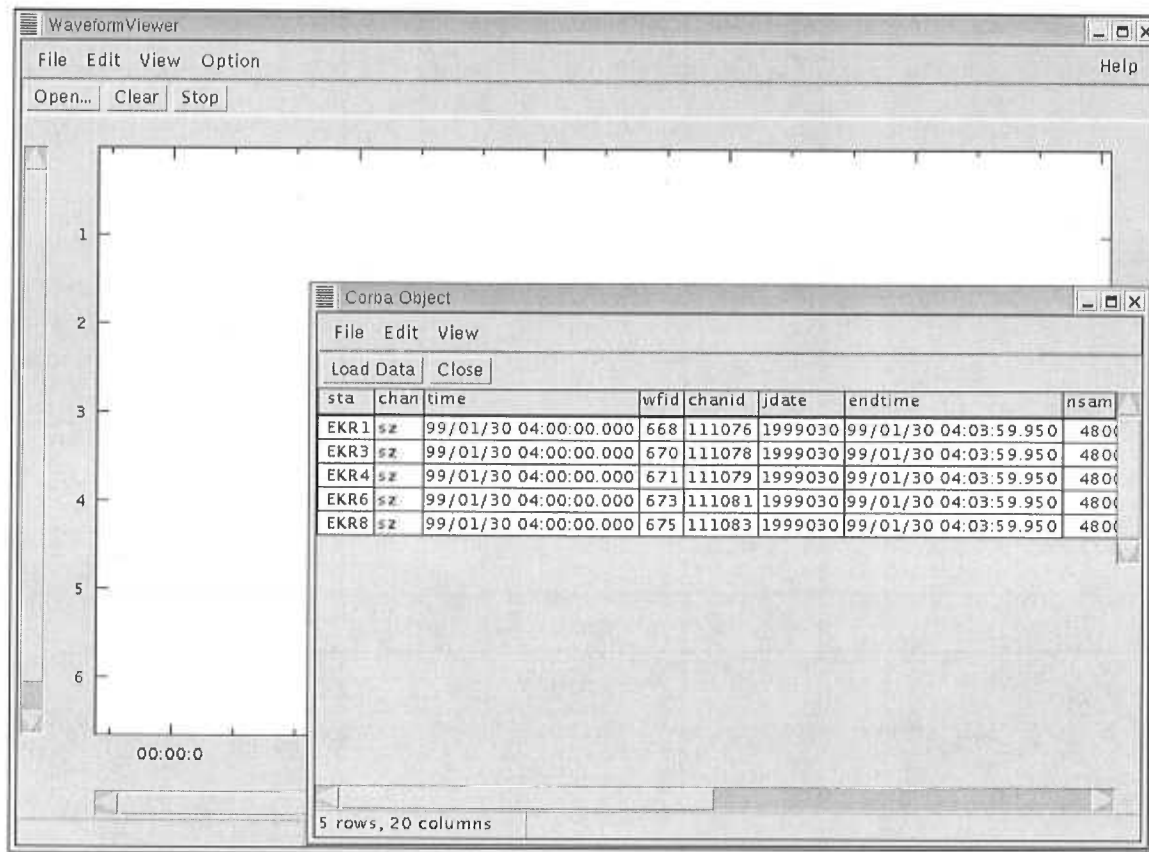 WaveformViewer
File Edit View Option Help
Open... Clear Stop
1
2
3
4
5
6
00:00:0
Corba Object
File Edit View
Load Data Close
sta chan time wfid chanid jdate endtime nsam
EKR1 sz 99/01/30 04:00:00.000 668 111076 1999030 99/01/30 04:03:59.950 480
EKR3 sz 99/01/30 04:00:00.000 670 111078 1999030 99/01/30 04:03:59.950 480
EKR4 sz 99/01/30 04:00:00.000 671 111079 1999030 99/01/30 04:03:59.950 480
EKR6 sz 99/01/30 04:00:00.000 673 111081 1999030 99/01/30 04:03:59.950 480
EKR8 sz 99/01/30 04:00:00.000 675 111083 1999030 99/01/30 04:03:59.950 480
5 rows, 20 columns